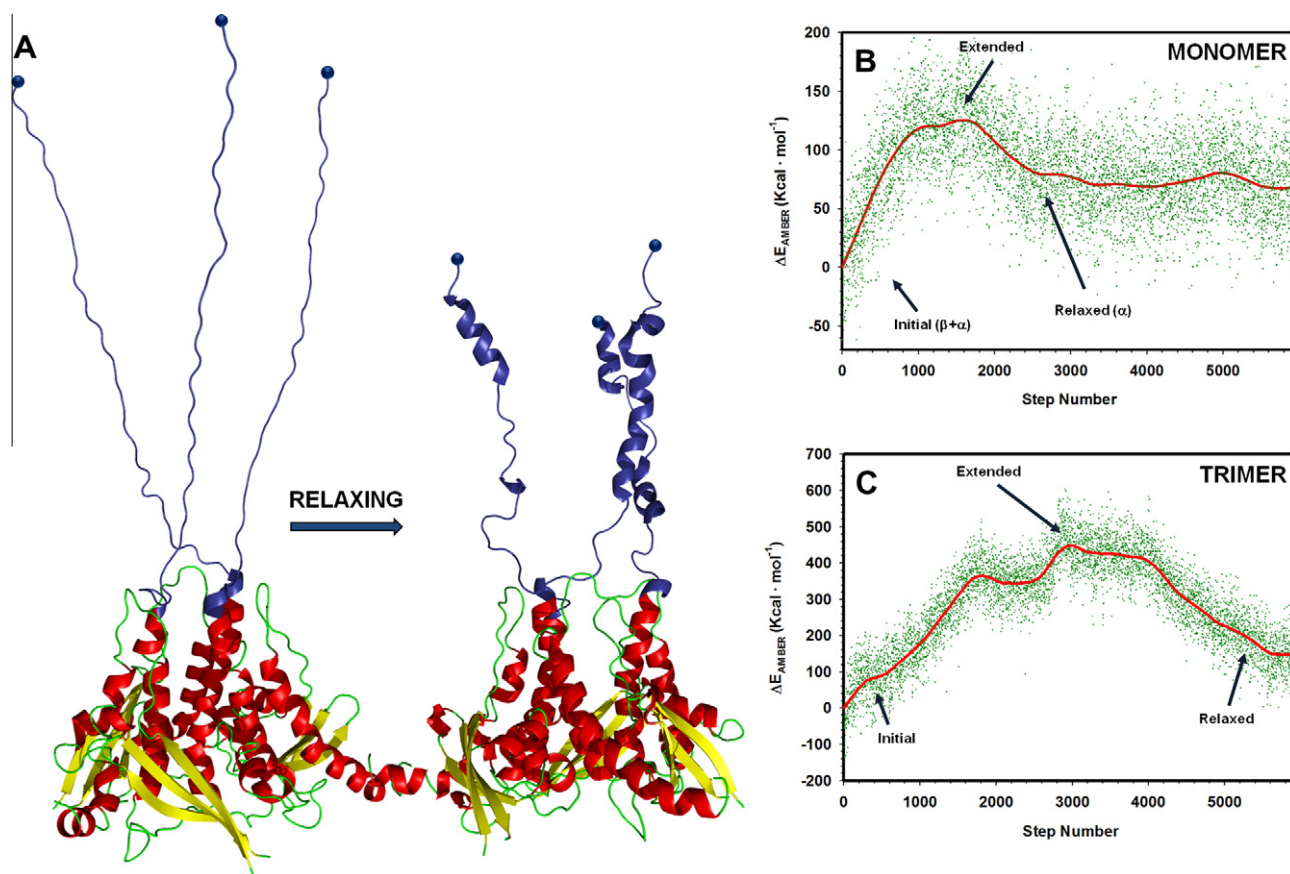 A
RELAXING
B
MONOMER
Extended
Initial (β+α)
Relaxed (α)
ΔE_AMBER (Kcal · mol⁻¹)
200
150
100
50
0
-50
0 1000 2000 3000 4000 5000
Step Number
C
TRIMER
Extended
Initial
Relaxed
ΔE_AMBER (Kcal · mol⁻¹)
700
600
500
400
300
200
100
0
-100
-200
0 1000 2000 3000 4000 5000
Step Number